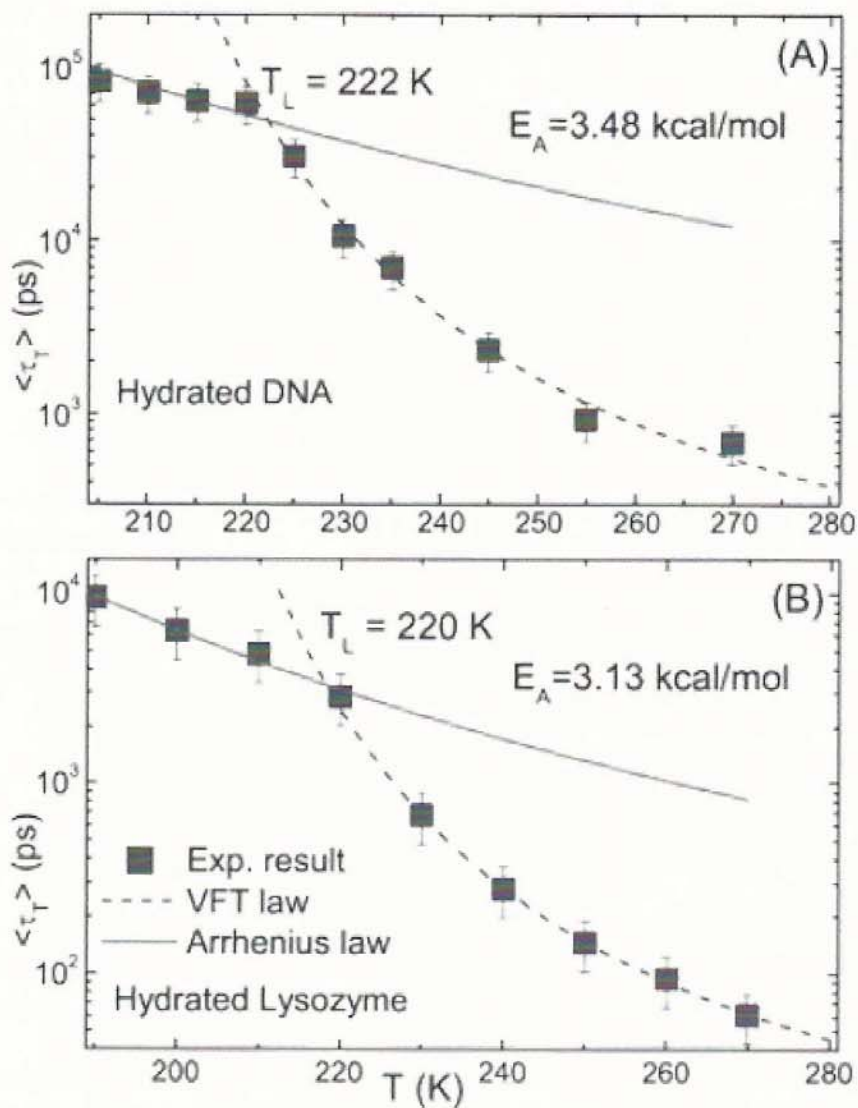 (A)
10^5
T_L = 222 K
E_A=3.48 kcal/mol
10^4
<τ_T> (ps)
Hydrated DNA
10^3
210 220 230 240 250 260 270 280
(B)
10^4
T_L = 220 K
E_A=3.13 kcal/mol
10^3
<τ_T> (ps)
Exp. result
VFT law
Arrhenius law
10^2
Hydrated Lysozyme
200 220 240 260 280
T (K)